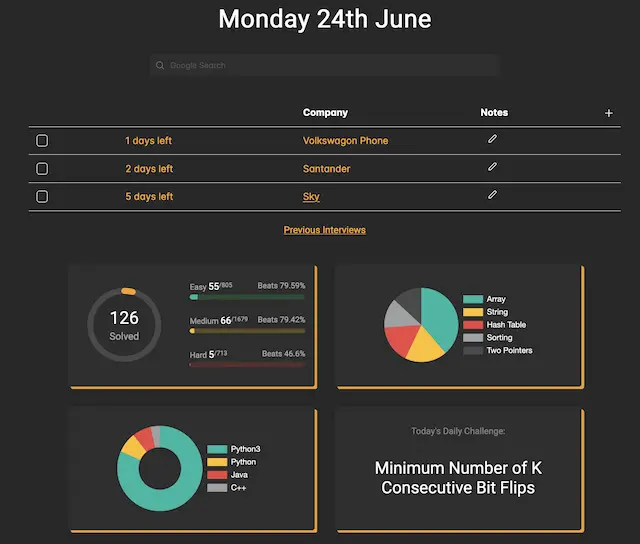 Monday 24th June
Google Search
Company Notes +
1 days left Volkswagon Phone
2 days left Santander
5 days left Sky
Previous Interviews
126
Solved
Easy 55/805 Beats 79.59%
Medium 66/1679 Beats 79.42%
Hard 5/713 Beats 46.6%
Array
String
Hash Table
Sorting
Two Pointers
Python3
Python
Java
C++
Today's Daily Challenge:
Minimum Number of K
Consecutive Bit Flips